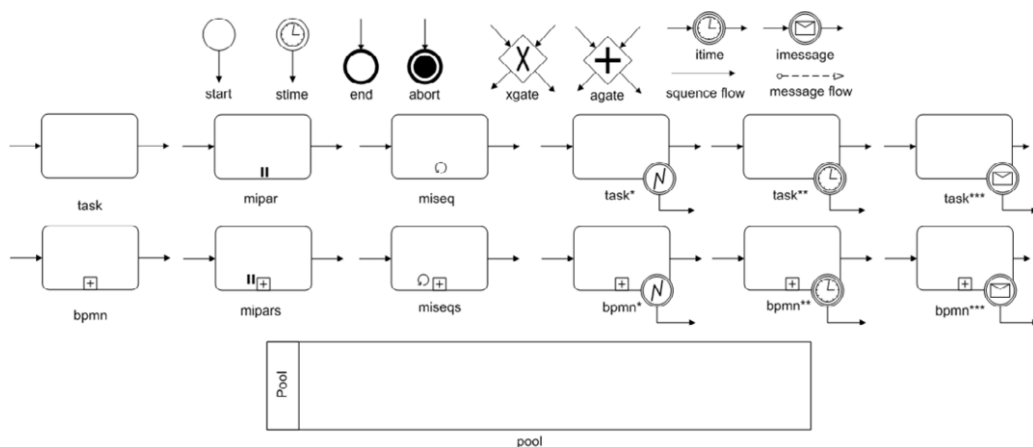 start stime end abort xgate agate itime imessage
squence flow message flow
task mipar miseq task* task** task***
bpmn mipars miseqs bpmn* bpmn** bpmn***
Pool
pool